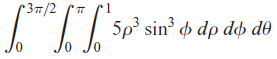 ∫₀^{3π/2} ∫₀^{π} ∫₀^{1} 5ρ³ sin³ ϕ dρ dϕ dθ